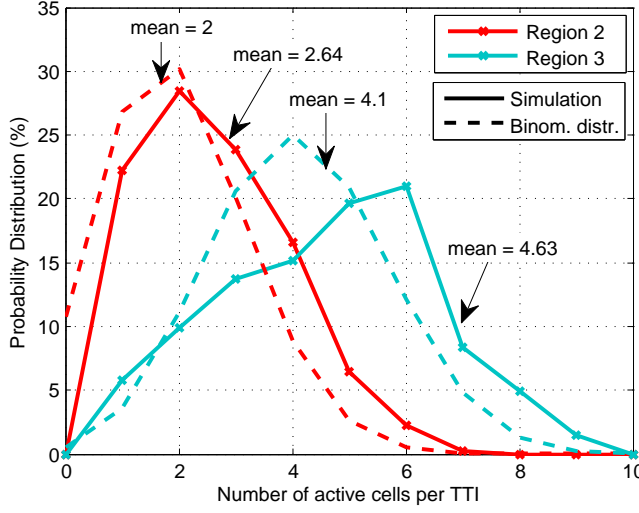 35
30
25
20
15
10
5
0
Probability Distribution (%)
0 2 4 6 8 10
Number of active cells per TTI
mean = 2
mean = 2.64
mean = 4.1
mean = 4.63
Region 2
Region 3
Simulation
Binom. distr.